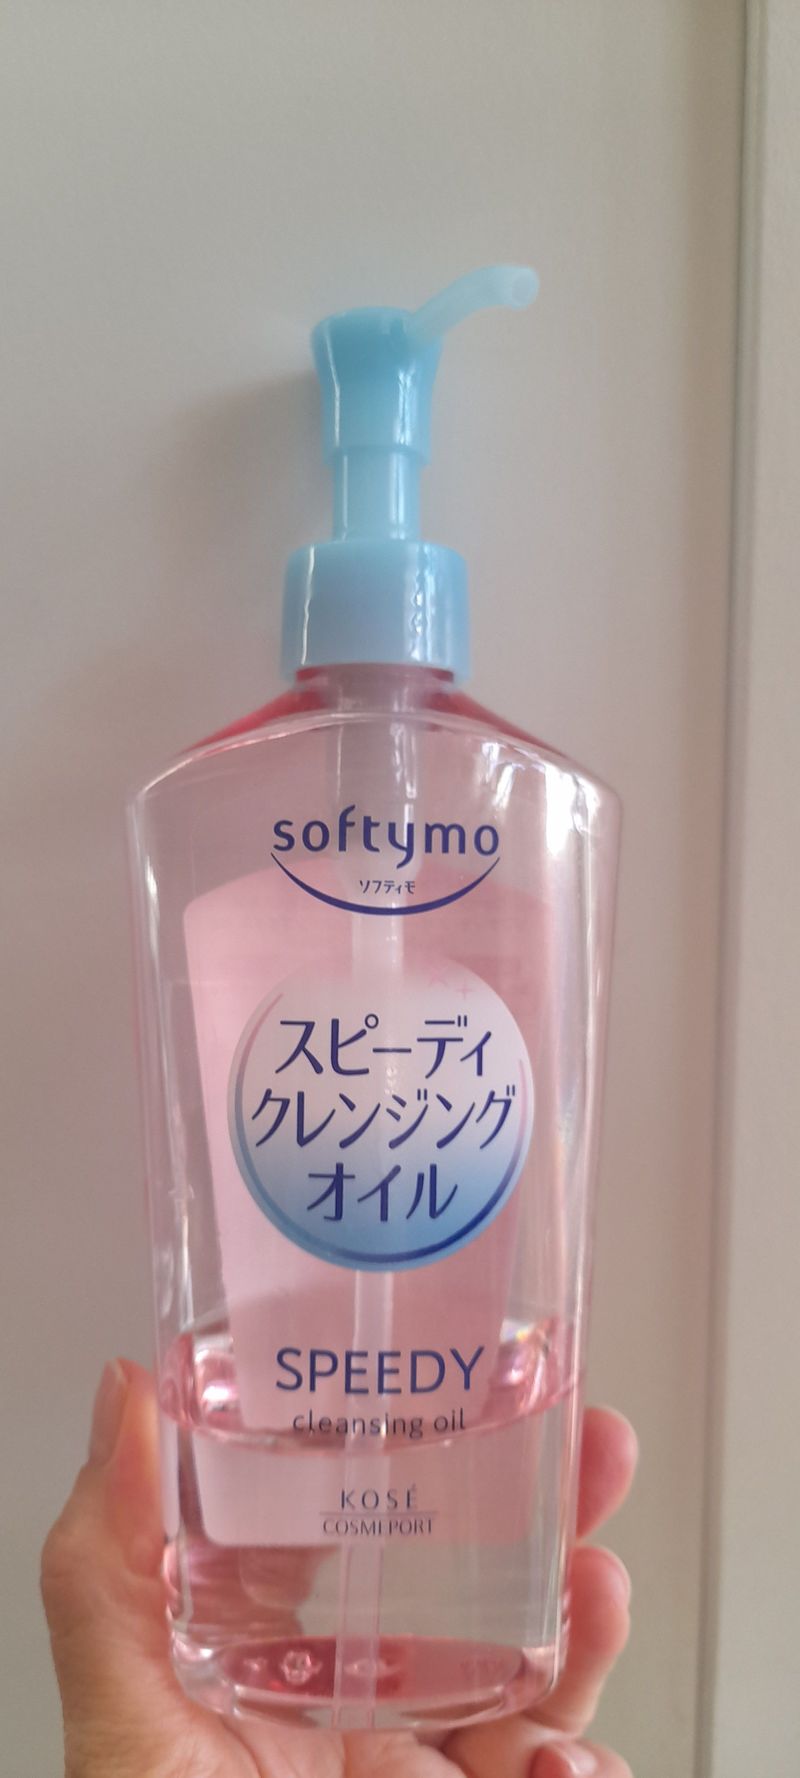 softymo
ソフティモ
スピーディ
クレンジング
オイル
SPEEDY
cleansing oil
KOSÉ
COSMEPORT